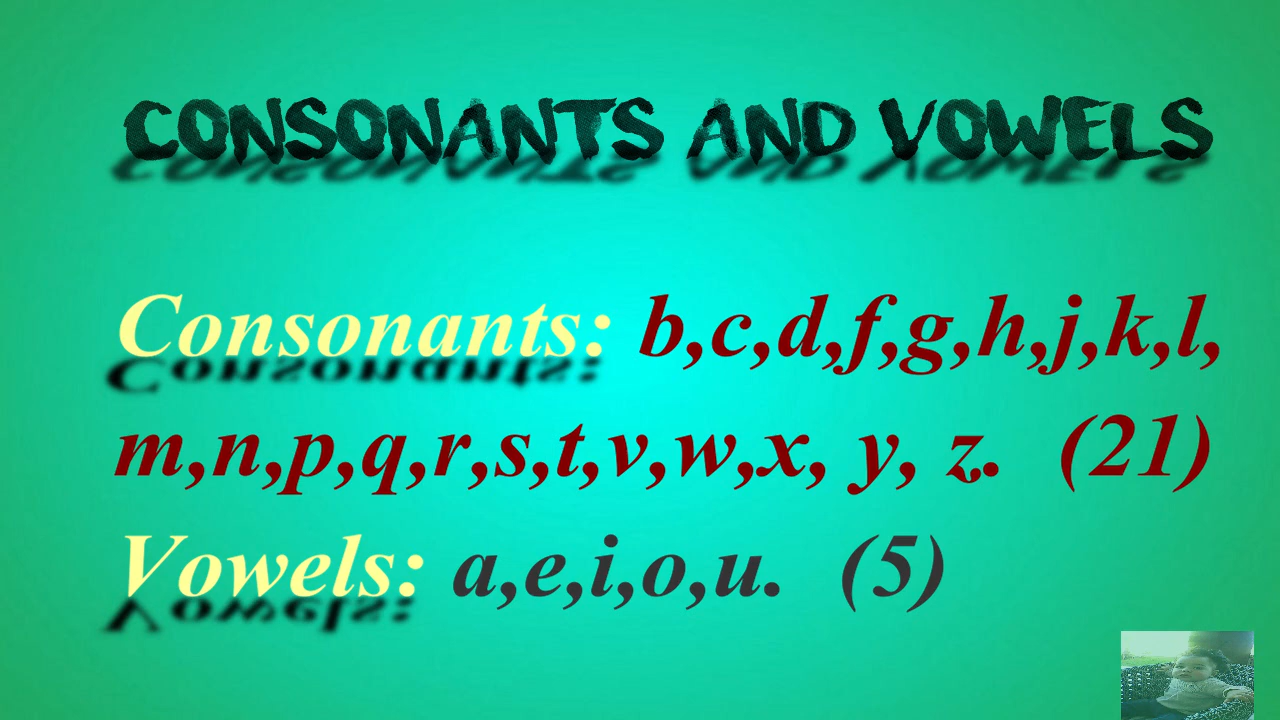 CONSONANTS AND VOWELS
Consonants: b,c,d,f,g,h,j,k,l,
m,n,p,q,r,s,t,v,w,x, y, z. (21)
Vowels: a,e,i,o,u. (5)